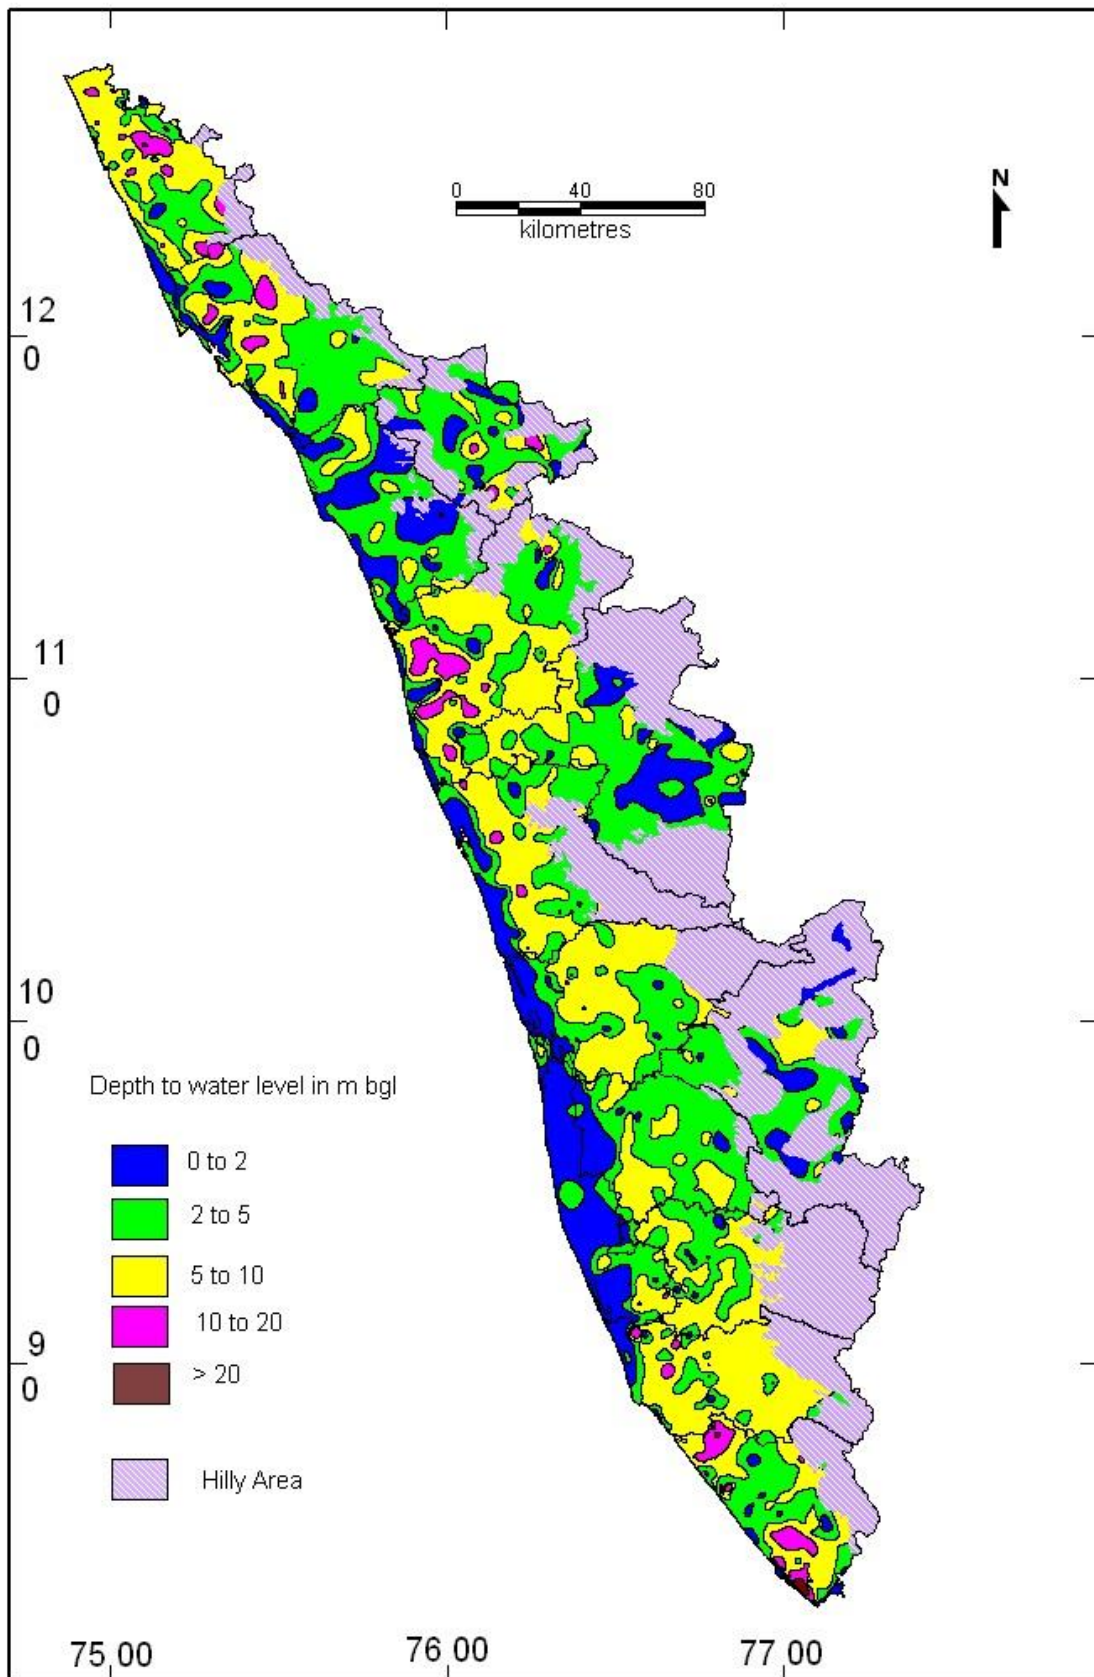 N
0 40 80
kilometres
12
0
11
0
10
0
Depth to water level in m bgl
0 to 2
2 to 5
5 to 10
10 to 20
> 20
9
0
Hilly Area
75 00 76 00 77 00